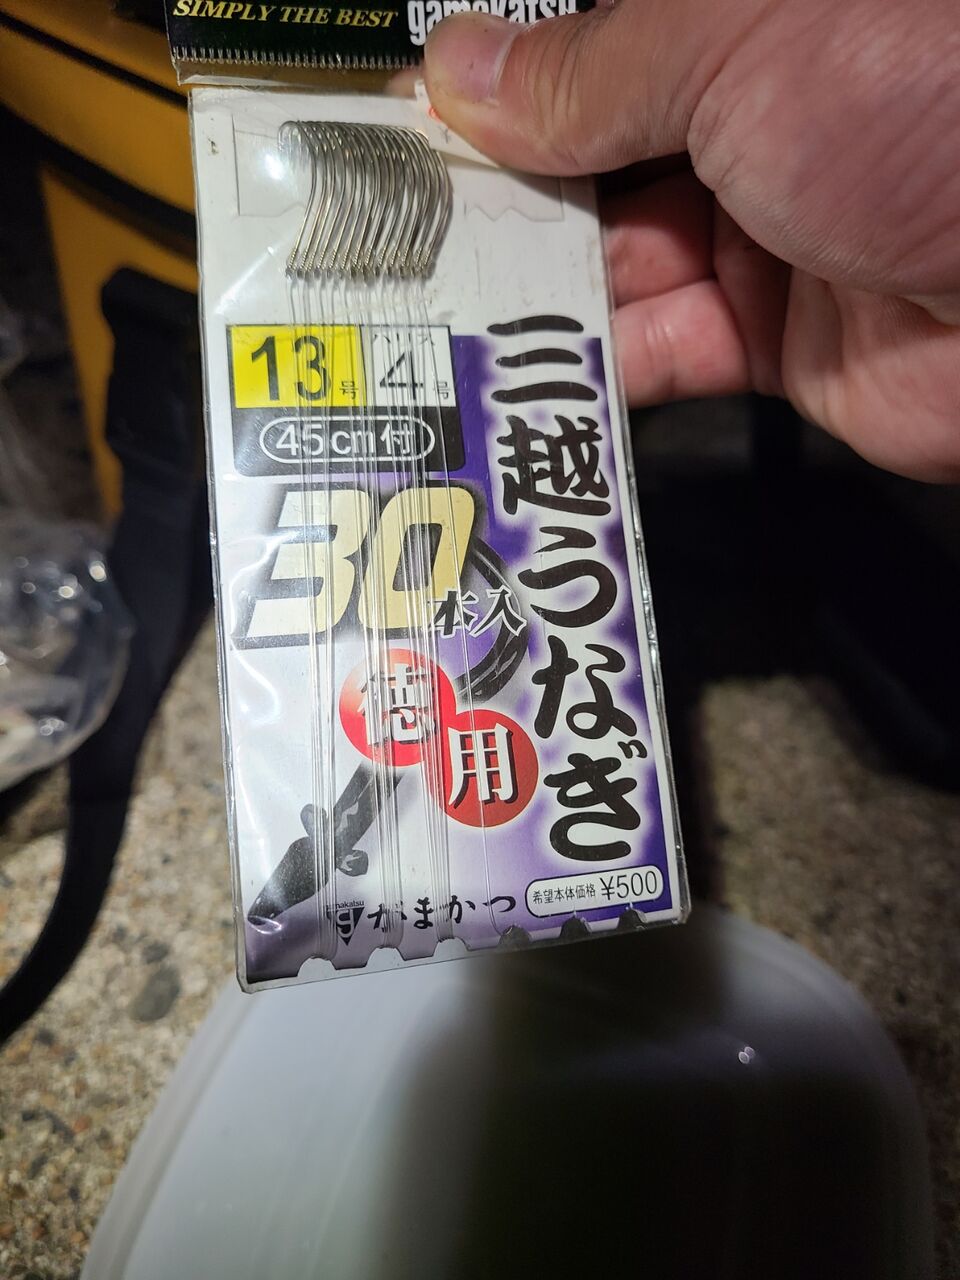 SIMPLY THE BEST
gamakatsu
13号
ハリス
4号
45cm付
三越うなぎ
30本入
徳用
gamakatsu
g
がまかつ
希望本体価格 ¥500